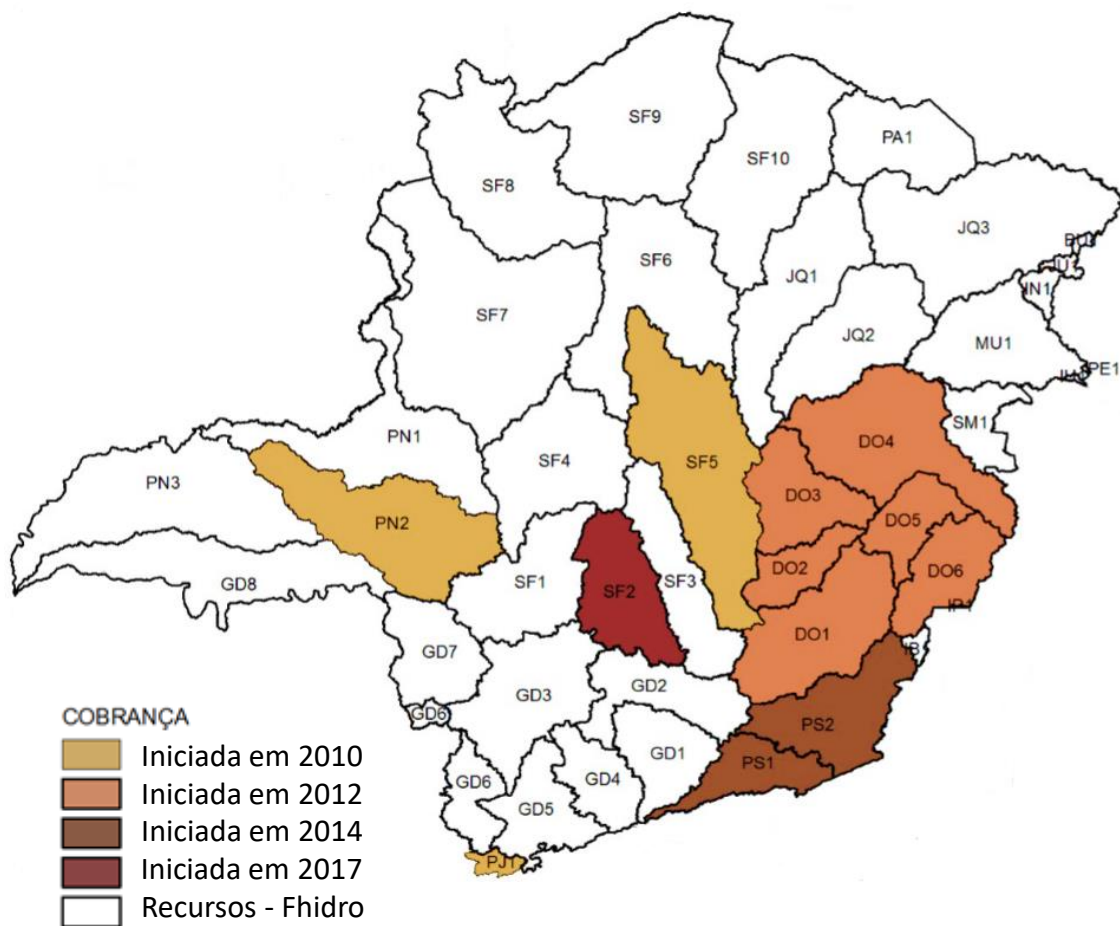 SF9
PA1
SF10
SF8
JQ3
SF6
JQ1
IN1
SF7
JQ2
MU1
PE1
SM1
PN1
DO4
SF4
SF5
PN3
DO3
PN2
DO5
DO2
DO6
SF1
SF3
GD8
SF2
DO1
GD7
GD2
GD3
GD6
PS2
GD1
PS1
GD6
GD4
GD5
PJ1
COBRANÇA
Iniciada em 2010
Iniciada em 2012
Iniciada em 2014
Iniciada em 2017
Recursos - Fhidro